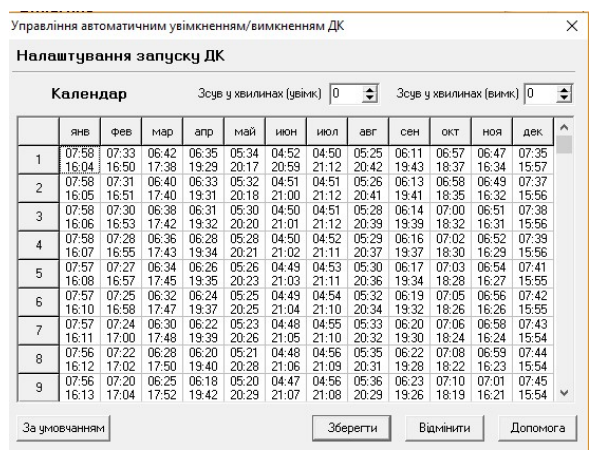 Управління автоматичним увімкненням/вимкненням ДК
Налаштування запуску ДК
Календар Зсув у хвилинах (увімк) 0 Зсув у хвилинах (вимк) 0
янв фев мар апр май июн июл авг сен окт ноя дек
1 07:58 07:33 06:42 06:35 05:34 04:52 04:50 05:25 06:11 06:57 06:47 07:35
16:04 16:50 17:38 19:29 20:17 20:59 21:12 20:42 19:43 18:37 16:34 15:57
2 07:58 07:31 06:40 06:33 05:32 04:51 04:51 05:26 06:13 06:58 06:49 07:37
16:05 16:51 17:40 19:31 20:18 21:00 21:12 20:41 19:41 18:35 16:32 15:56
3 07:58 07:30 06:38 06:31 05:30 04:50 04:51 05:28 06:14 07:00 06:51 07:38
16:06 16:53 17:42 19:32 20:20 21:01 21:12 20:39 19:39 18:32 16:31 15:56
4 07:58 07:28 06:36 06:28 05:28 04:50 04:52 05:29 06:16 07:02 06:52 07:39
16:07 16:55 17:43 19:34 20:21 21:02 21:11 20:37 19:37 18:30 16:29 15:56
5 07:57 07:27 06:34 06:26 05:26 04:49 04:53 05:30 06:17 07:03 06:54 07:41
16:08 16:57 17:45 19:35 20:23 21:03 21:11 20:36 19:34 18:28 16:27 15:55
6 07:57 07:25 06:32 06:24 05:25 04:49 04:54 05:32 06:19 07:05 06:56 07:42
16:10 16:58 17:47 19:37 20:25 21:04 21:10 20:34 19:32 18:26 16:26 15:55
7 07:57 07:24 06:30 06:22 05:23 04:48 04:55 05:33 06:20 07:06 06:58 07:43
16:11 17:00 17:48 19:39 20:26 21:05 21:10 20:32 19:30 18:24 16:24 15:54
8 07:56 07:22 06:28 06:20 05:21 04:48 04:56 05:35 06:22 07:08 06:59 07:44
16:12 17:02 17:50 19:40 20:28 21:06 21:09 20:31 19:28 18:22 16:23 15:54
9 07:56 07:20 06:25 06:18 05:20 04:47 04:56 05:36 06:23 07:10 07:01 07:45
16:13 17:04 17:52 19:42 20:29 21:07 21:08 20:29 19:26 18:19 16:21 15:54
За умовчанням Зберегти Відмінити Допомога